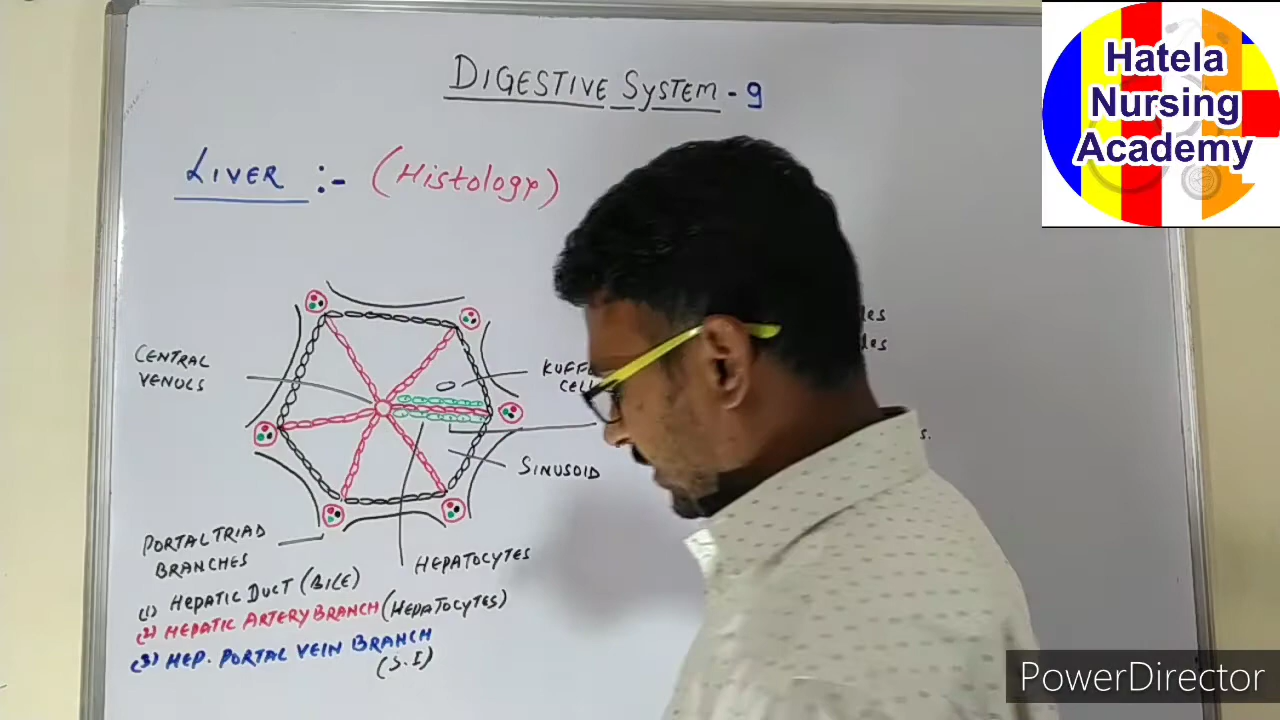 DIGESTIVE SYSTEM - 9
LIVER :- (Histology)
Hatela
Nursing
Academy
CENTRAL
VENULS
KUFF
CELL
SINUSOID
HEPATOCYTES
PORTAL TRIAD
BRANCHES
(1) HEPATIC DUCT (BILE)
(2) HEPATIC ARTERY BRANCH (HEPATOCYTES)
(3) HEP. PORTAL VEIN BRANCH
(S.I)
PowerDirector